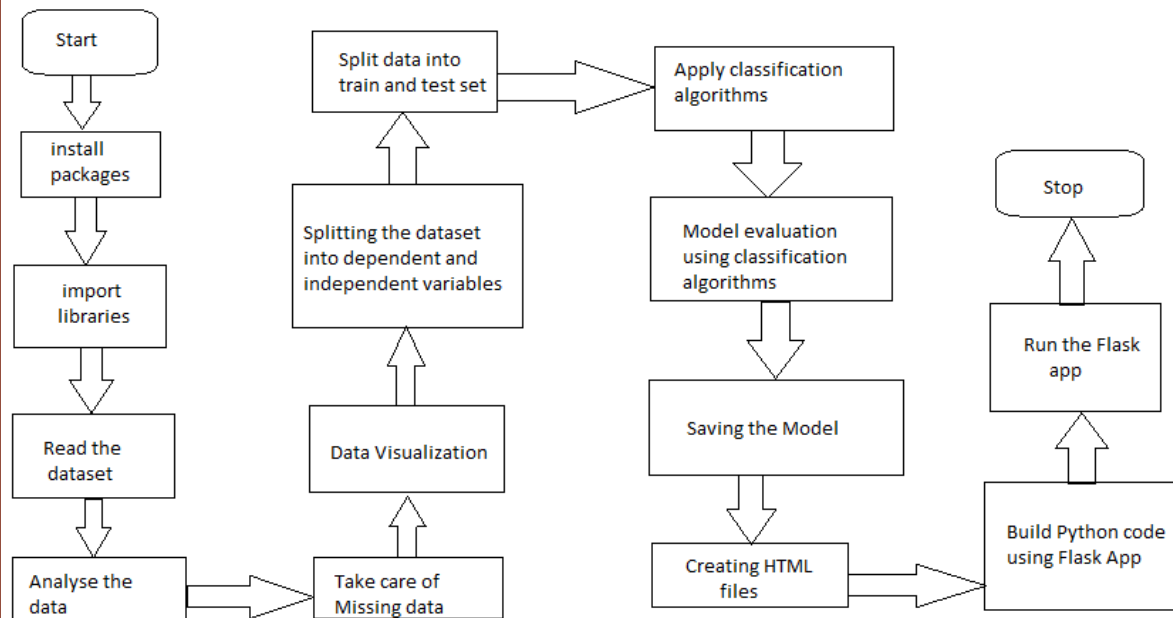 Start
install
packages
import
libraries
Read the
dataset
Analyse the
data
Take care of
Missing data
Data Visualization
Splitting the dataset
into dependent and
independent variables
Split data into
train and test set
Apply classification
algorithms
Model evaluation
using classification
algorithms
Saving the Model
Creating HTML
files
Build Python code
using Flask App
Run the Flask
app
Stop